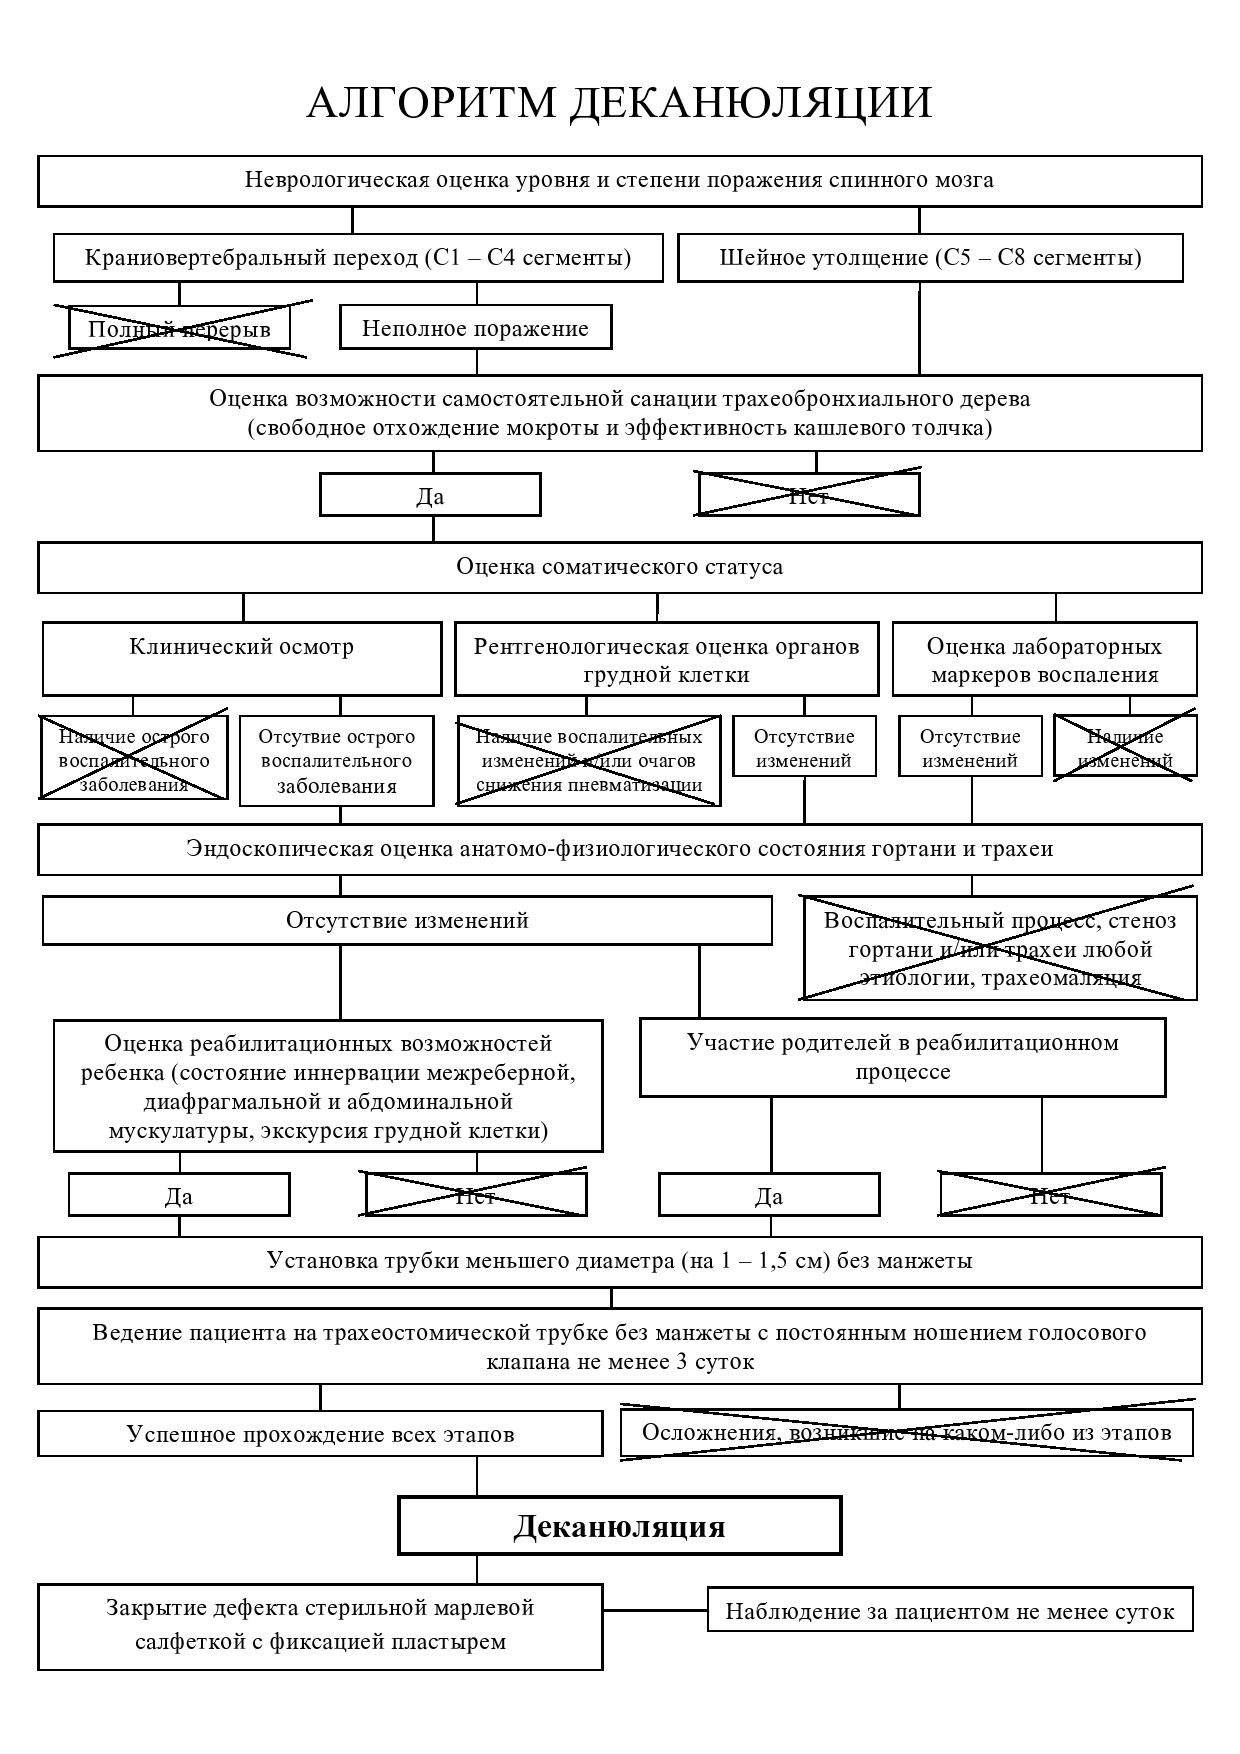 АЛГОРИТМ ДЕКАНЮЛЯЦИИ
Неврологическая оценка уровня и степени поражения спинного мозга
Краниовертебральный переход (С1 – С4 сегменты)
Шейное утолщение (С5 – С8 сегменты)
Полный перерыв
Неполное поражение
Оценка возможности самостоятельной санации трахеобронхиального дерева
(свободное отхождение мокроты и эффективность кашлевого толчка)
Да
Нет
Оценка соматического статуса
Клинический осмотр
Рентгенологическая оценка органов
грудной клетки
Оценка лабораторных
маркеров воспаления
Наличие острого
воспалительного
заболевания
Отсутвие острого
воспалительного
заболевания
Наличие воспалительных
изменений и/или очагов
снижения пневматизации
Отсутствие
изменений
Отсутствие
изменений
Наличие
изменений
Эндоскопическая оценка анатомо-физиологического состояния гортани и трахеи
Отсутствие изменений
Воспалительный процесс, стеноз
гортани и/или трахеи любой
этиологии, трахеомаляция
Оценка реабилитационных возможностей
ребенка (состояние иннервации межреберной,
диафрагмальной и абдоминальной
мускулатуры, экскурсия грудной клетки)
Участие родителей в реабилитационном
процессе
Да
Нет
Да
Нет
Установка трубки меньшего диаметра (на 1 – 1,5 см) без манжеты
Ведение пациента на трахеостомической трубке без манжеты с постоянным ношением голосового
клапана не менее 3 суток
Успешное прохождение всех этапов
Осложнения, возникшие на каком-либо из этапов
Деканюляция
Закрытие дефекта стерильной марлевой
салфеткой с фиксацией пластырем
Наблюдение за пациентом не менее суток